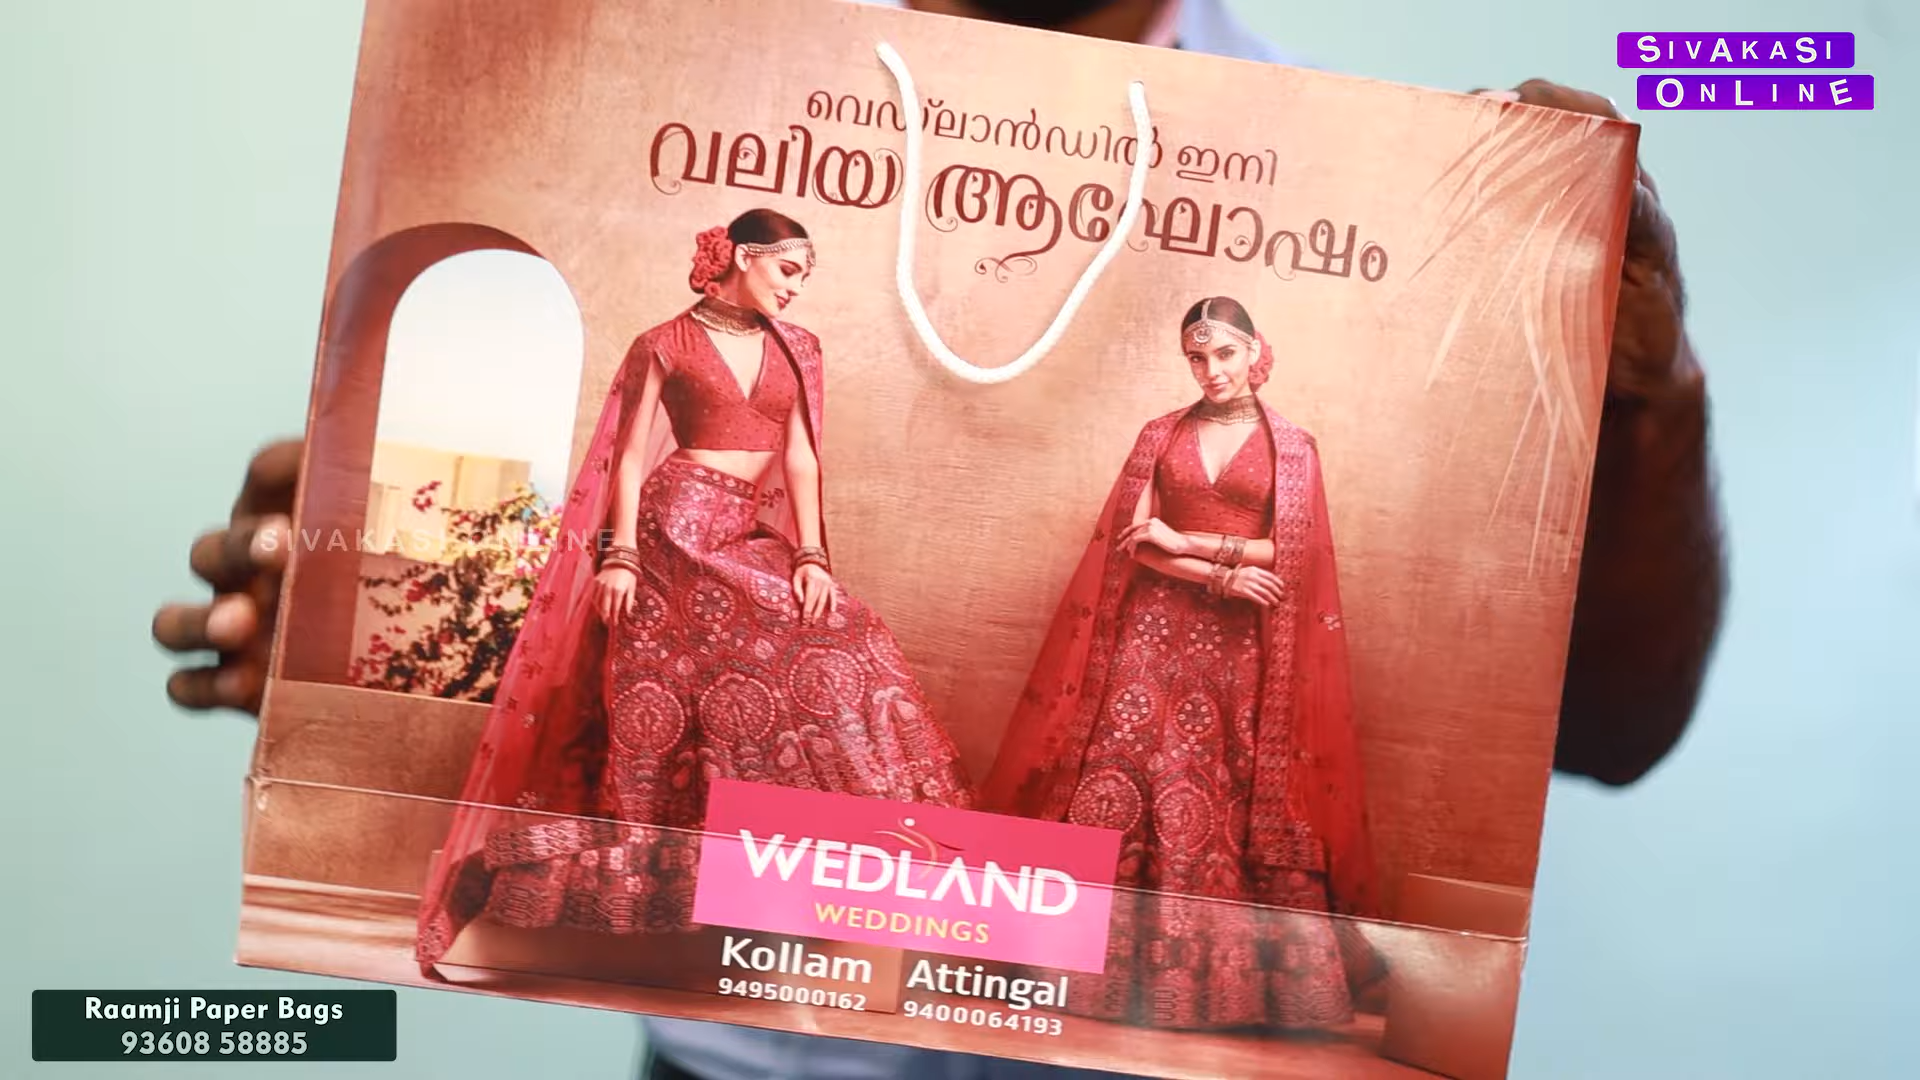 SIVAKASI
ONLINE
വെഡ്‌ലാൻഡിൽ ഇനി
വലിയ ആഘോഷം
SIVAKASI ONLINE
WEDLAND
WEDDINGS
Kollam
9495000162
Attingal
9400064193
Raamji Paper Bags
93608 58885